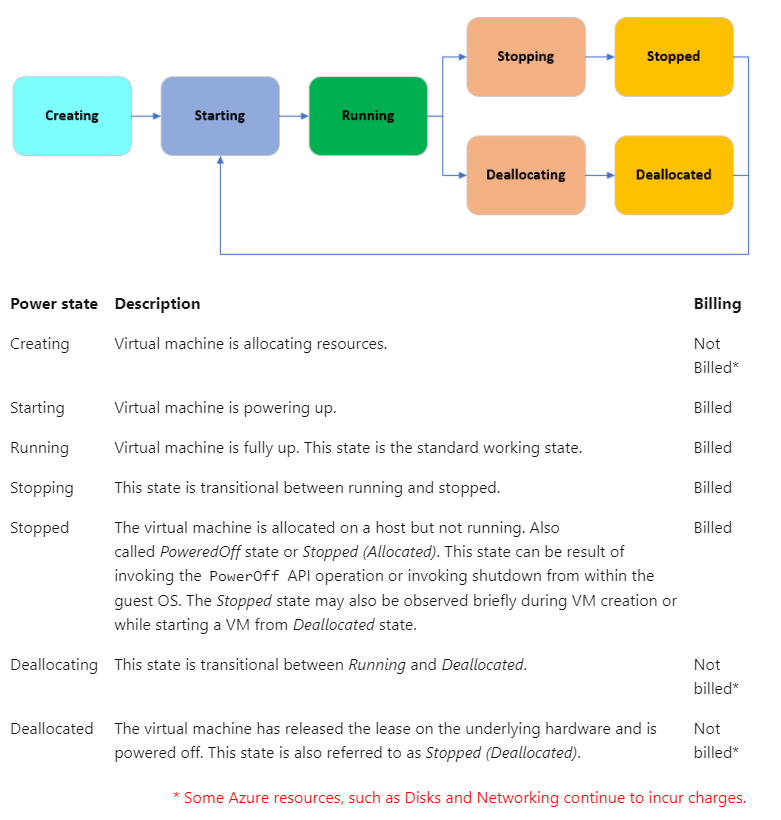 Stopping
Stopped
Creating
Starting
Running
Deallocating
Deallocated
Power state Description Billing
Creating Virtual machine is allocating resources. Not
Billed*
Starting Virtual machine is powering up. Billed
Running Virtual machine is fully up. This state is the standard working state. Billed
Stopping This state is transitional between running and stopped. Billed
Stopped The virtual machine is allocated on a host but not running. Also Billed
called PoweredOff state or Stopped (Allocated). This state can be result of
invoking the PowerOff API operation or invoking shutdown from within the
guest OS. The Stopped state may also be observed briefly during VM creation or
while starting a VM from Deallocated state.
Deallocating This state is transitional between Running and Deallocated. Not
billed*
Deallocated The virtual machine has released the lease on the underlying hardware and is Not
powered off. This state is also referred to as Stopped (Deallocated). billed*
* Some Azure resources, such as Disks and Networking continue to incur charges.